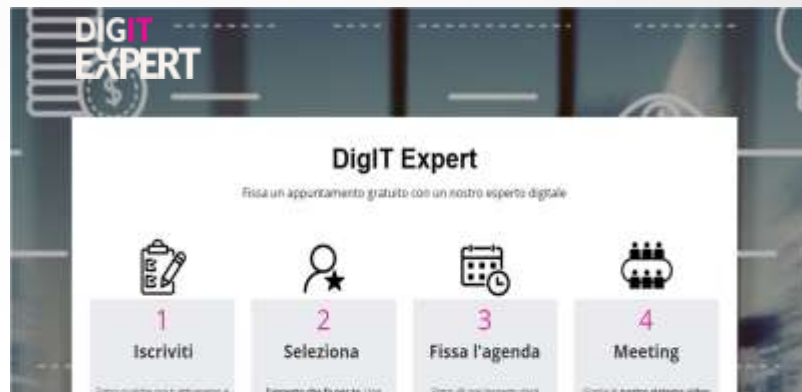 DIGIT
EXPERT
DigIT Expert
Fissa un appuntamento gratuito con un nostro esperto digitale
1
Iscriviti
2
Seleziona
3
Fissa l'agenda
4
Meeting